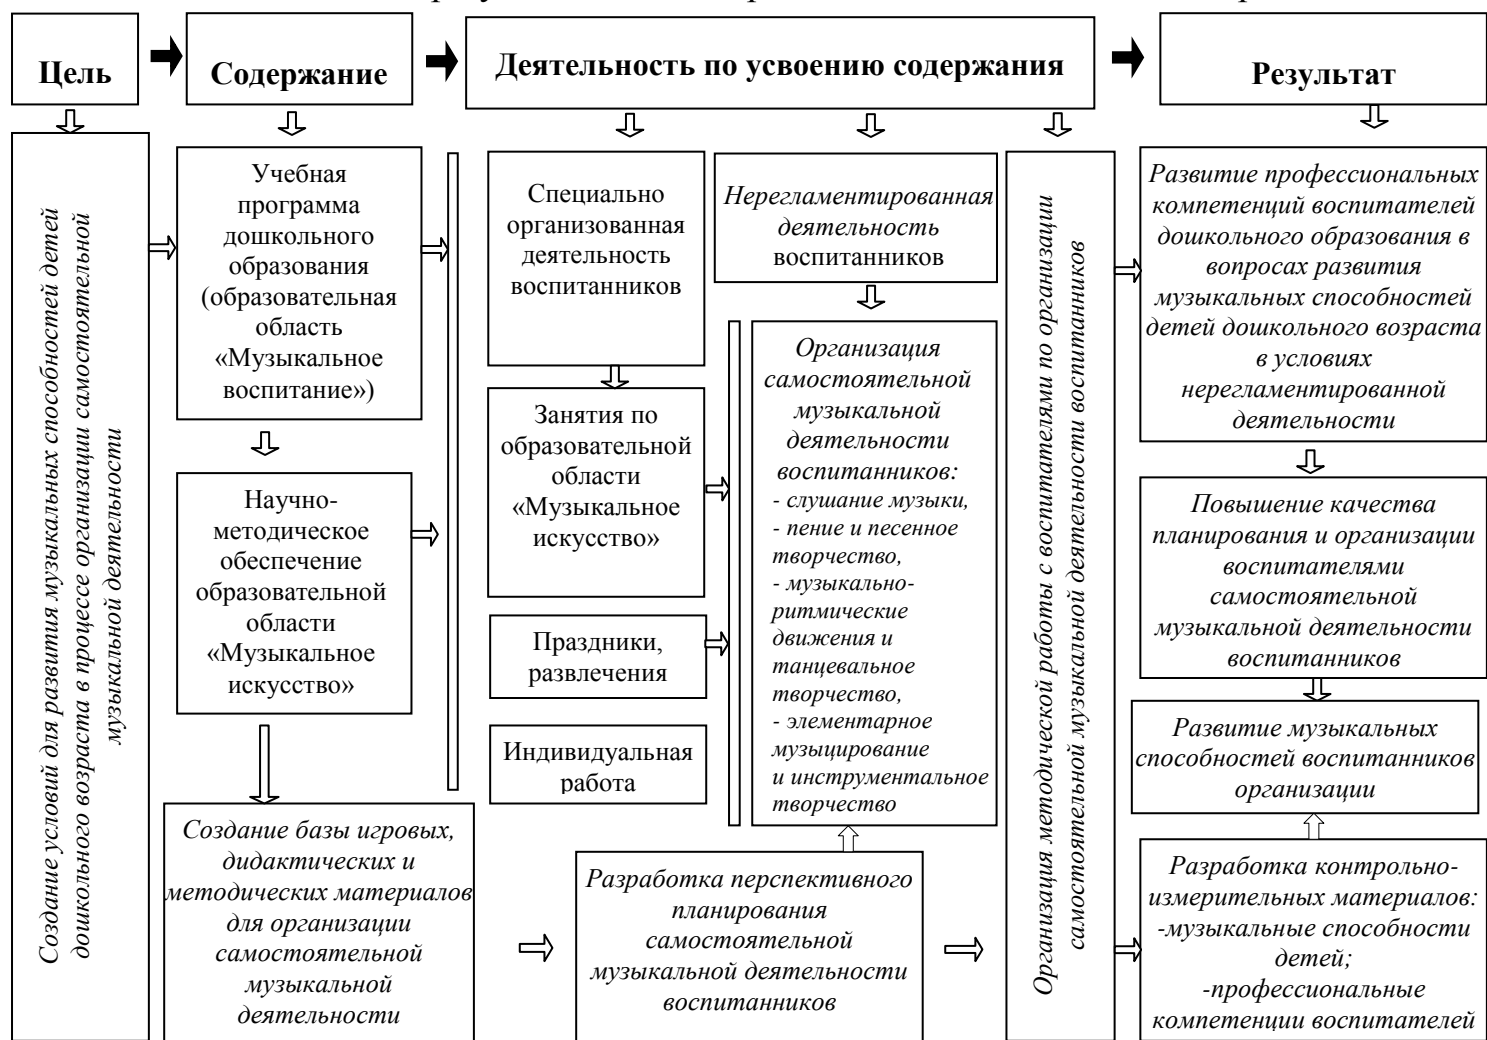 Цель
Содержание
Деятельность по усвоению содержания
Результат
Создание условий для развития музыкальных способностей детей
дошкольного возраста в процессе организации самостоятельной
музыкальной деятельности
Учебная
программа
дошкольного
образования
(образовательная
область
«Музыкальное
воспитание»)
Научно-
методическое
обеспечение
образовательной
области
«Музыкальное
искусство»
Создание базы игровых,
дидактических и
методических материалов
для организации
самостоятельной
музыкальной
деятельности
Специально
организованная
деятельность
воспитанников
Занятия по
образовательной
области
«Музыкальное
искусство»
Праздники,
развлечения
Индивидуальная
работа
Нерегламентированная
деятельность
воспитанников
Организация
самостоятельной
музыкальной
деятельности
воспитанников:
- слушание музыки,
- пение и песенное
творчество,
- музыкально-
ритмические
движения и
танцевальное
творчество,
- элементарное
музыцирование
и инструментальное
творчество
Разработка перспективного
планирования
самостоятельной
музыкальной деятельности
воспитанников
Организация методической работы с воспитателями по организации
самостоятельной музыкальной деятельности воспитанников
Развитие профессиональных
компетенций воспитателей
дошкольного образования в
вопросах развития
музыкальных способностей
детей дошкольного возраста
в условиях
нерегламентированной
деятельности
Повышение качества
планирования и организации
воспитателями
самостоятельной
музыкальной деятельности
воспитанников
Развитие музыкальных
способностей воспитанников
организации
Разработка контрольно-
измерительных материалов:
-музыкальные способности
детей;
-профессиональные
компетенции воспитателей